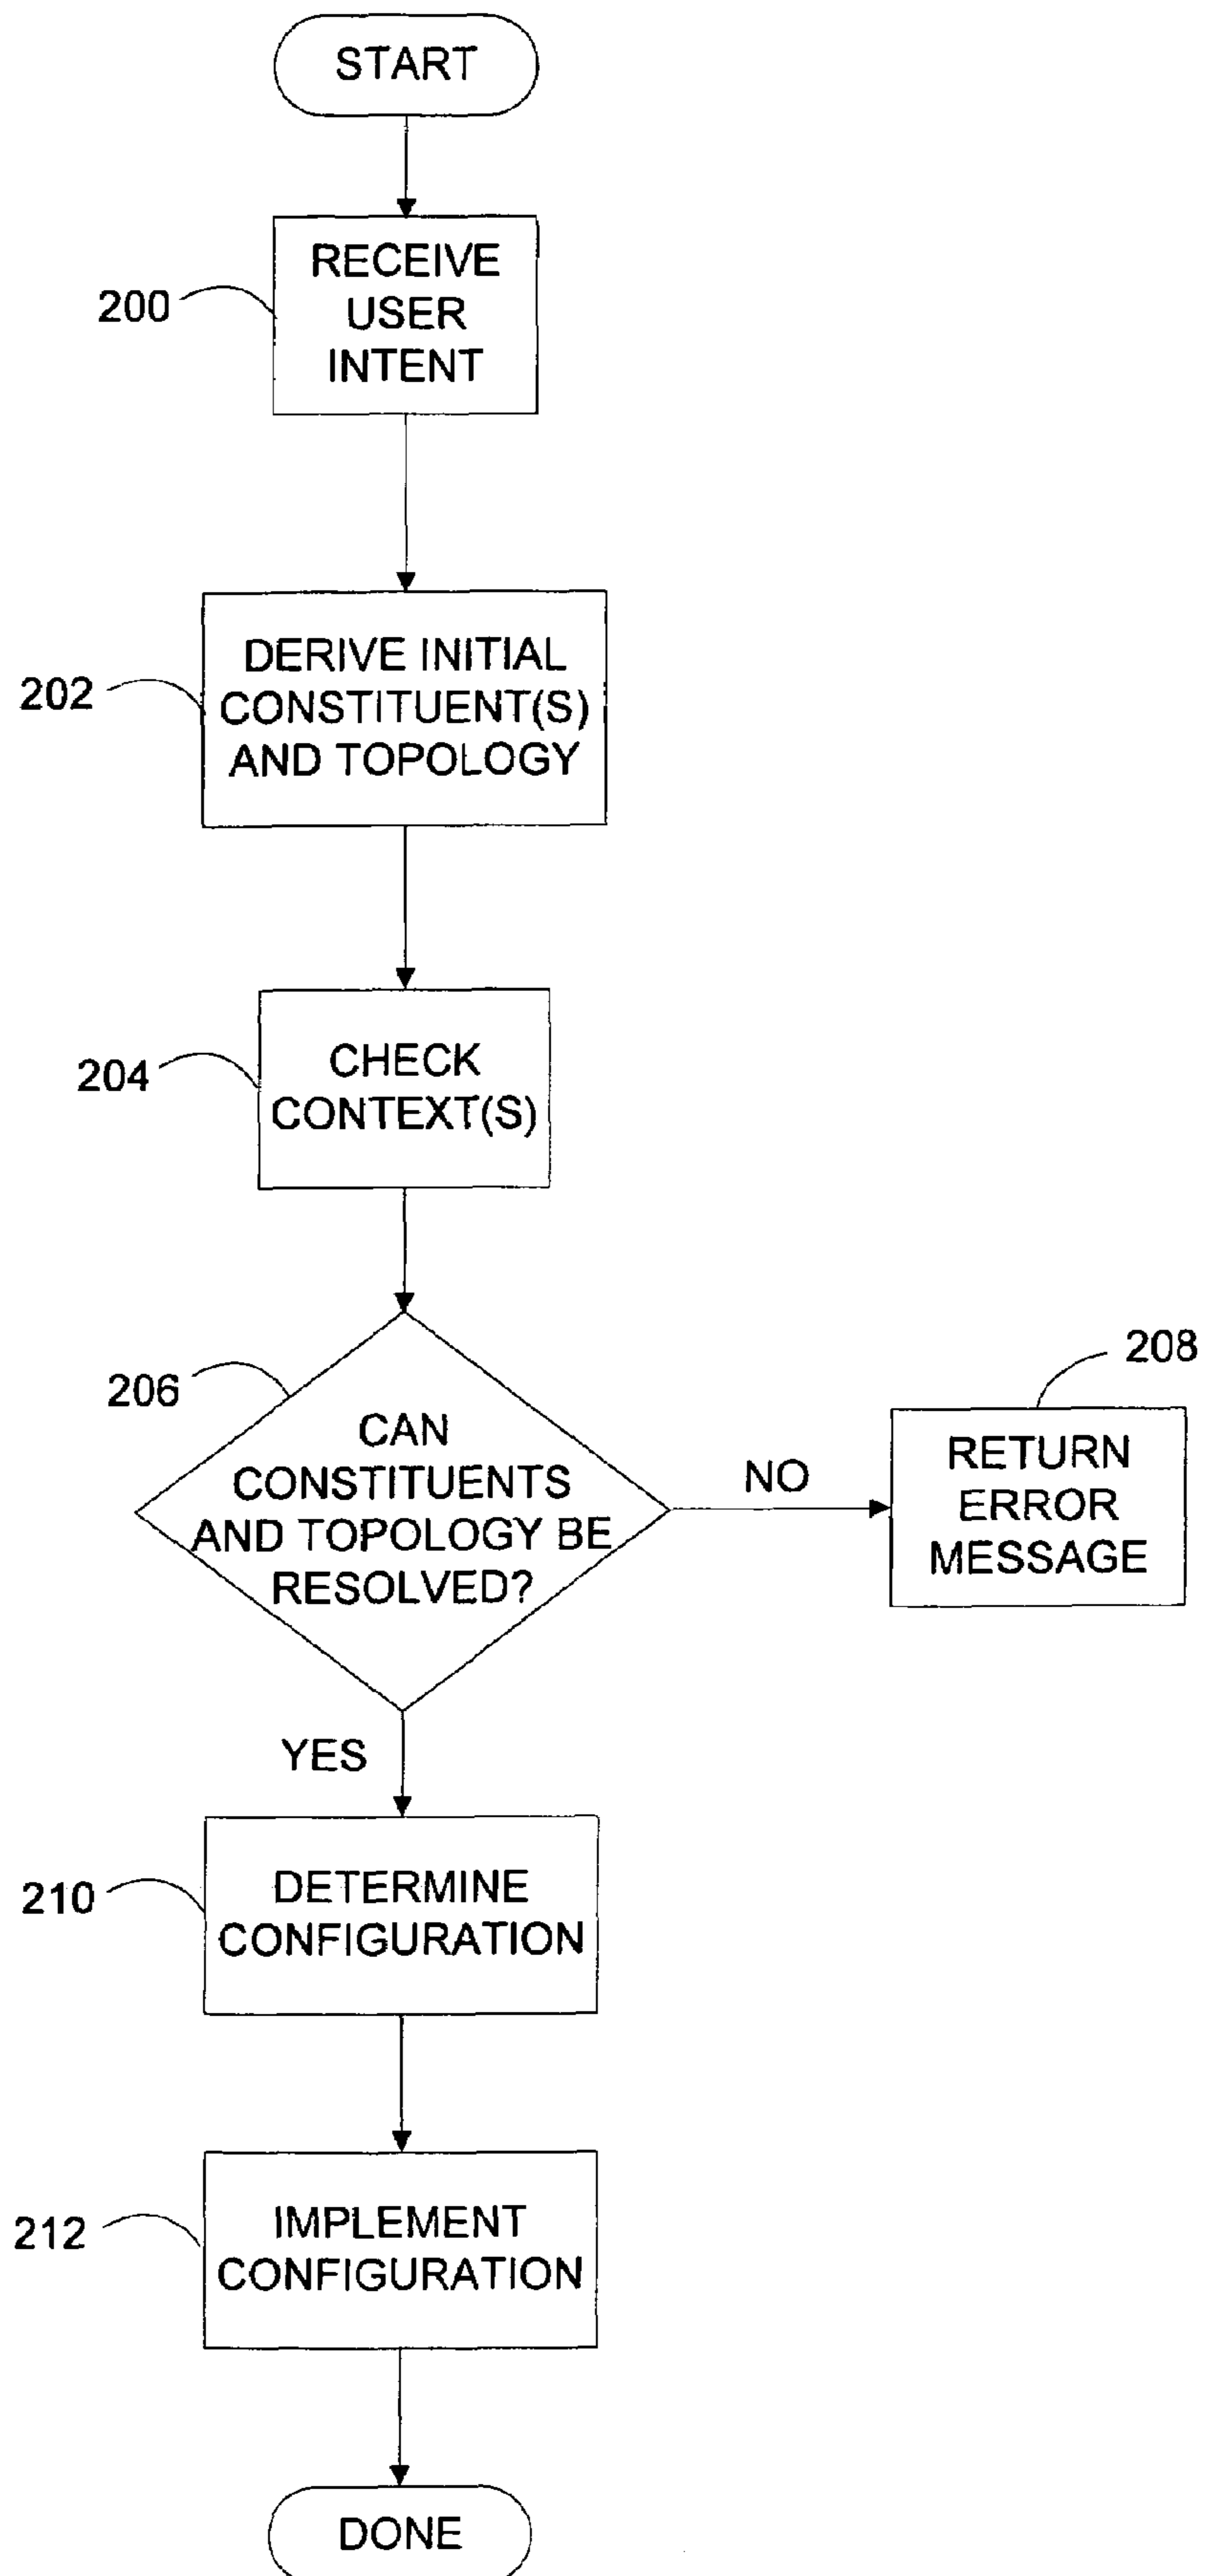 START
RECEIVE
USER
INTENT
200
DERIVE INITIAL
CONSTITUENT(S)
AND TOPOLOGY
202
CHECK
CONTEXT(S)
204
CAN
CONSTITUENTS
AND TOPOLOGY BE
RESOLVED?
206
NO
208
RETURN
ERROR
MESSAGE
YES
DETERMINE
CONFIGURATION
210
IMPLEMENT
CONFIGURATION
212
DONE